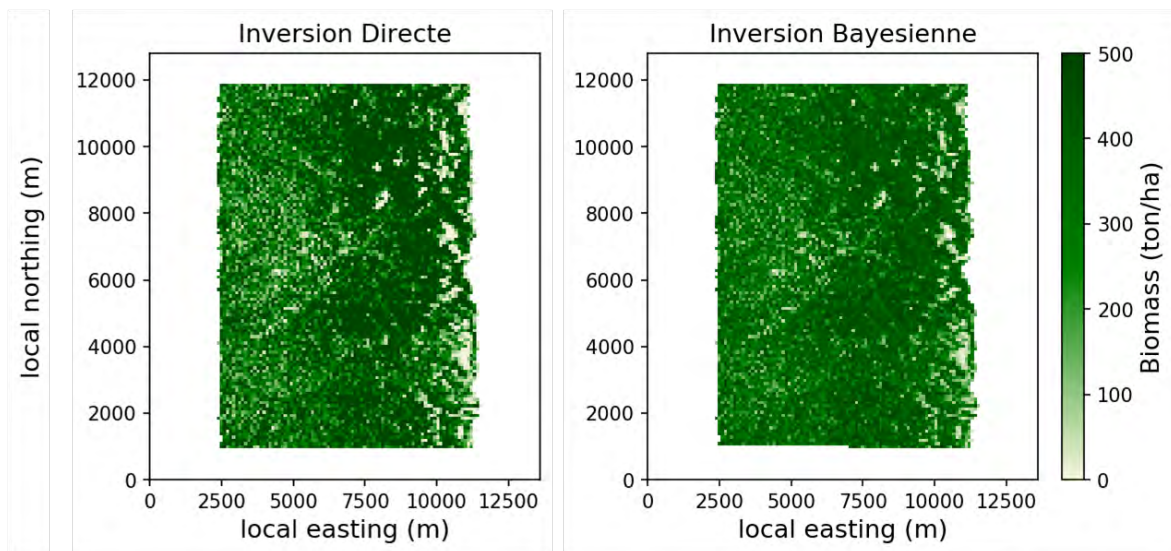 Inversion Directe
Inversion Bayesienne
local northing (m)
12000
10000
8000
6000
4000
2000
0
0 2500 5000 7500 10000 12500
local easting (m)
12000
10000
8000
6000
4000
2000
0
0 2500 5000 7500 10000 12500
local easting (m)
500
400
300
200
100
0
Biomass (ton/ha)